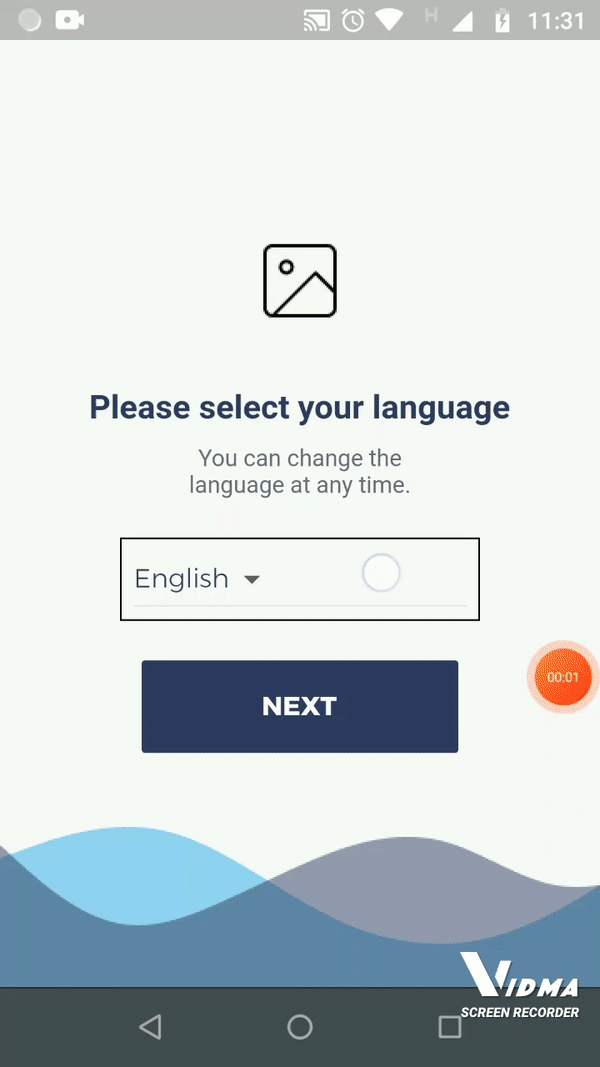 H
11:31
Please select your language
You can change the
language at any time.
English
NEXT
00:01
VIDMA
SCREEN RECORDER